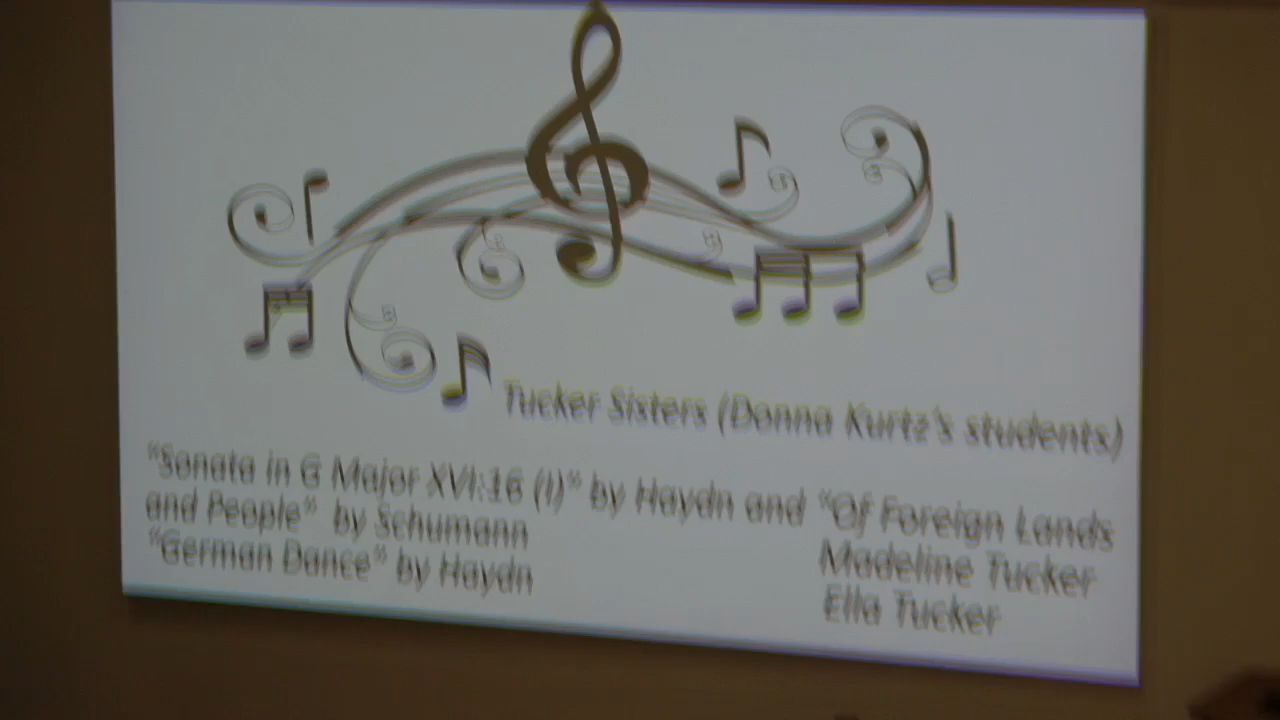 Tucker Sisters (Donna Kurtz's students)
"Sonata in G Major XVI:16 (I)" by Haydn and "Of Foreign Lands
and People" by Schumann
Madeline Tucker
"German Dance" by Haydn
Ella Tucker